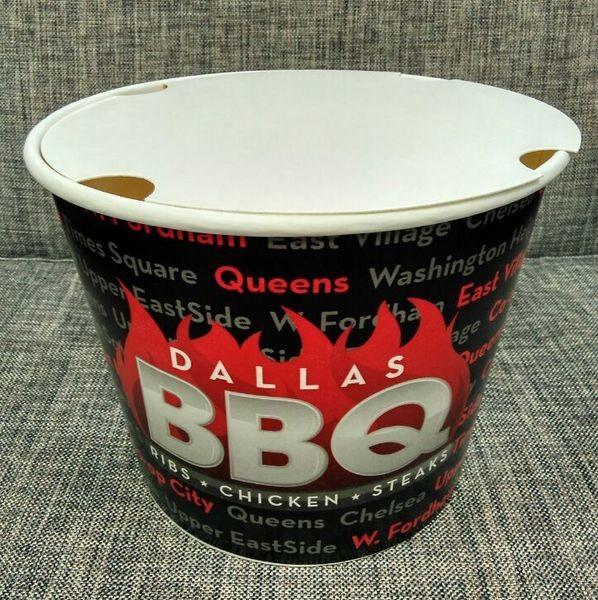 Fordham East Village Chelsea
Times Square Queens Washington
Upper EastSide W. Fordham East
DALLAS
BBQ
RIBS ★ CHICKEN ★ STEAKS
City Queens Chelsea
Upper EastSide W. Fordham